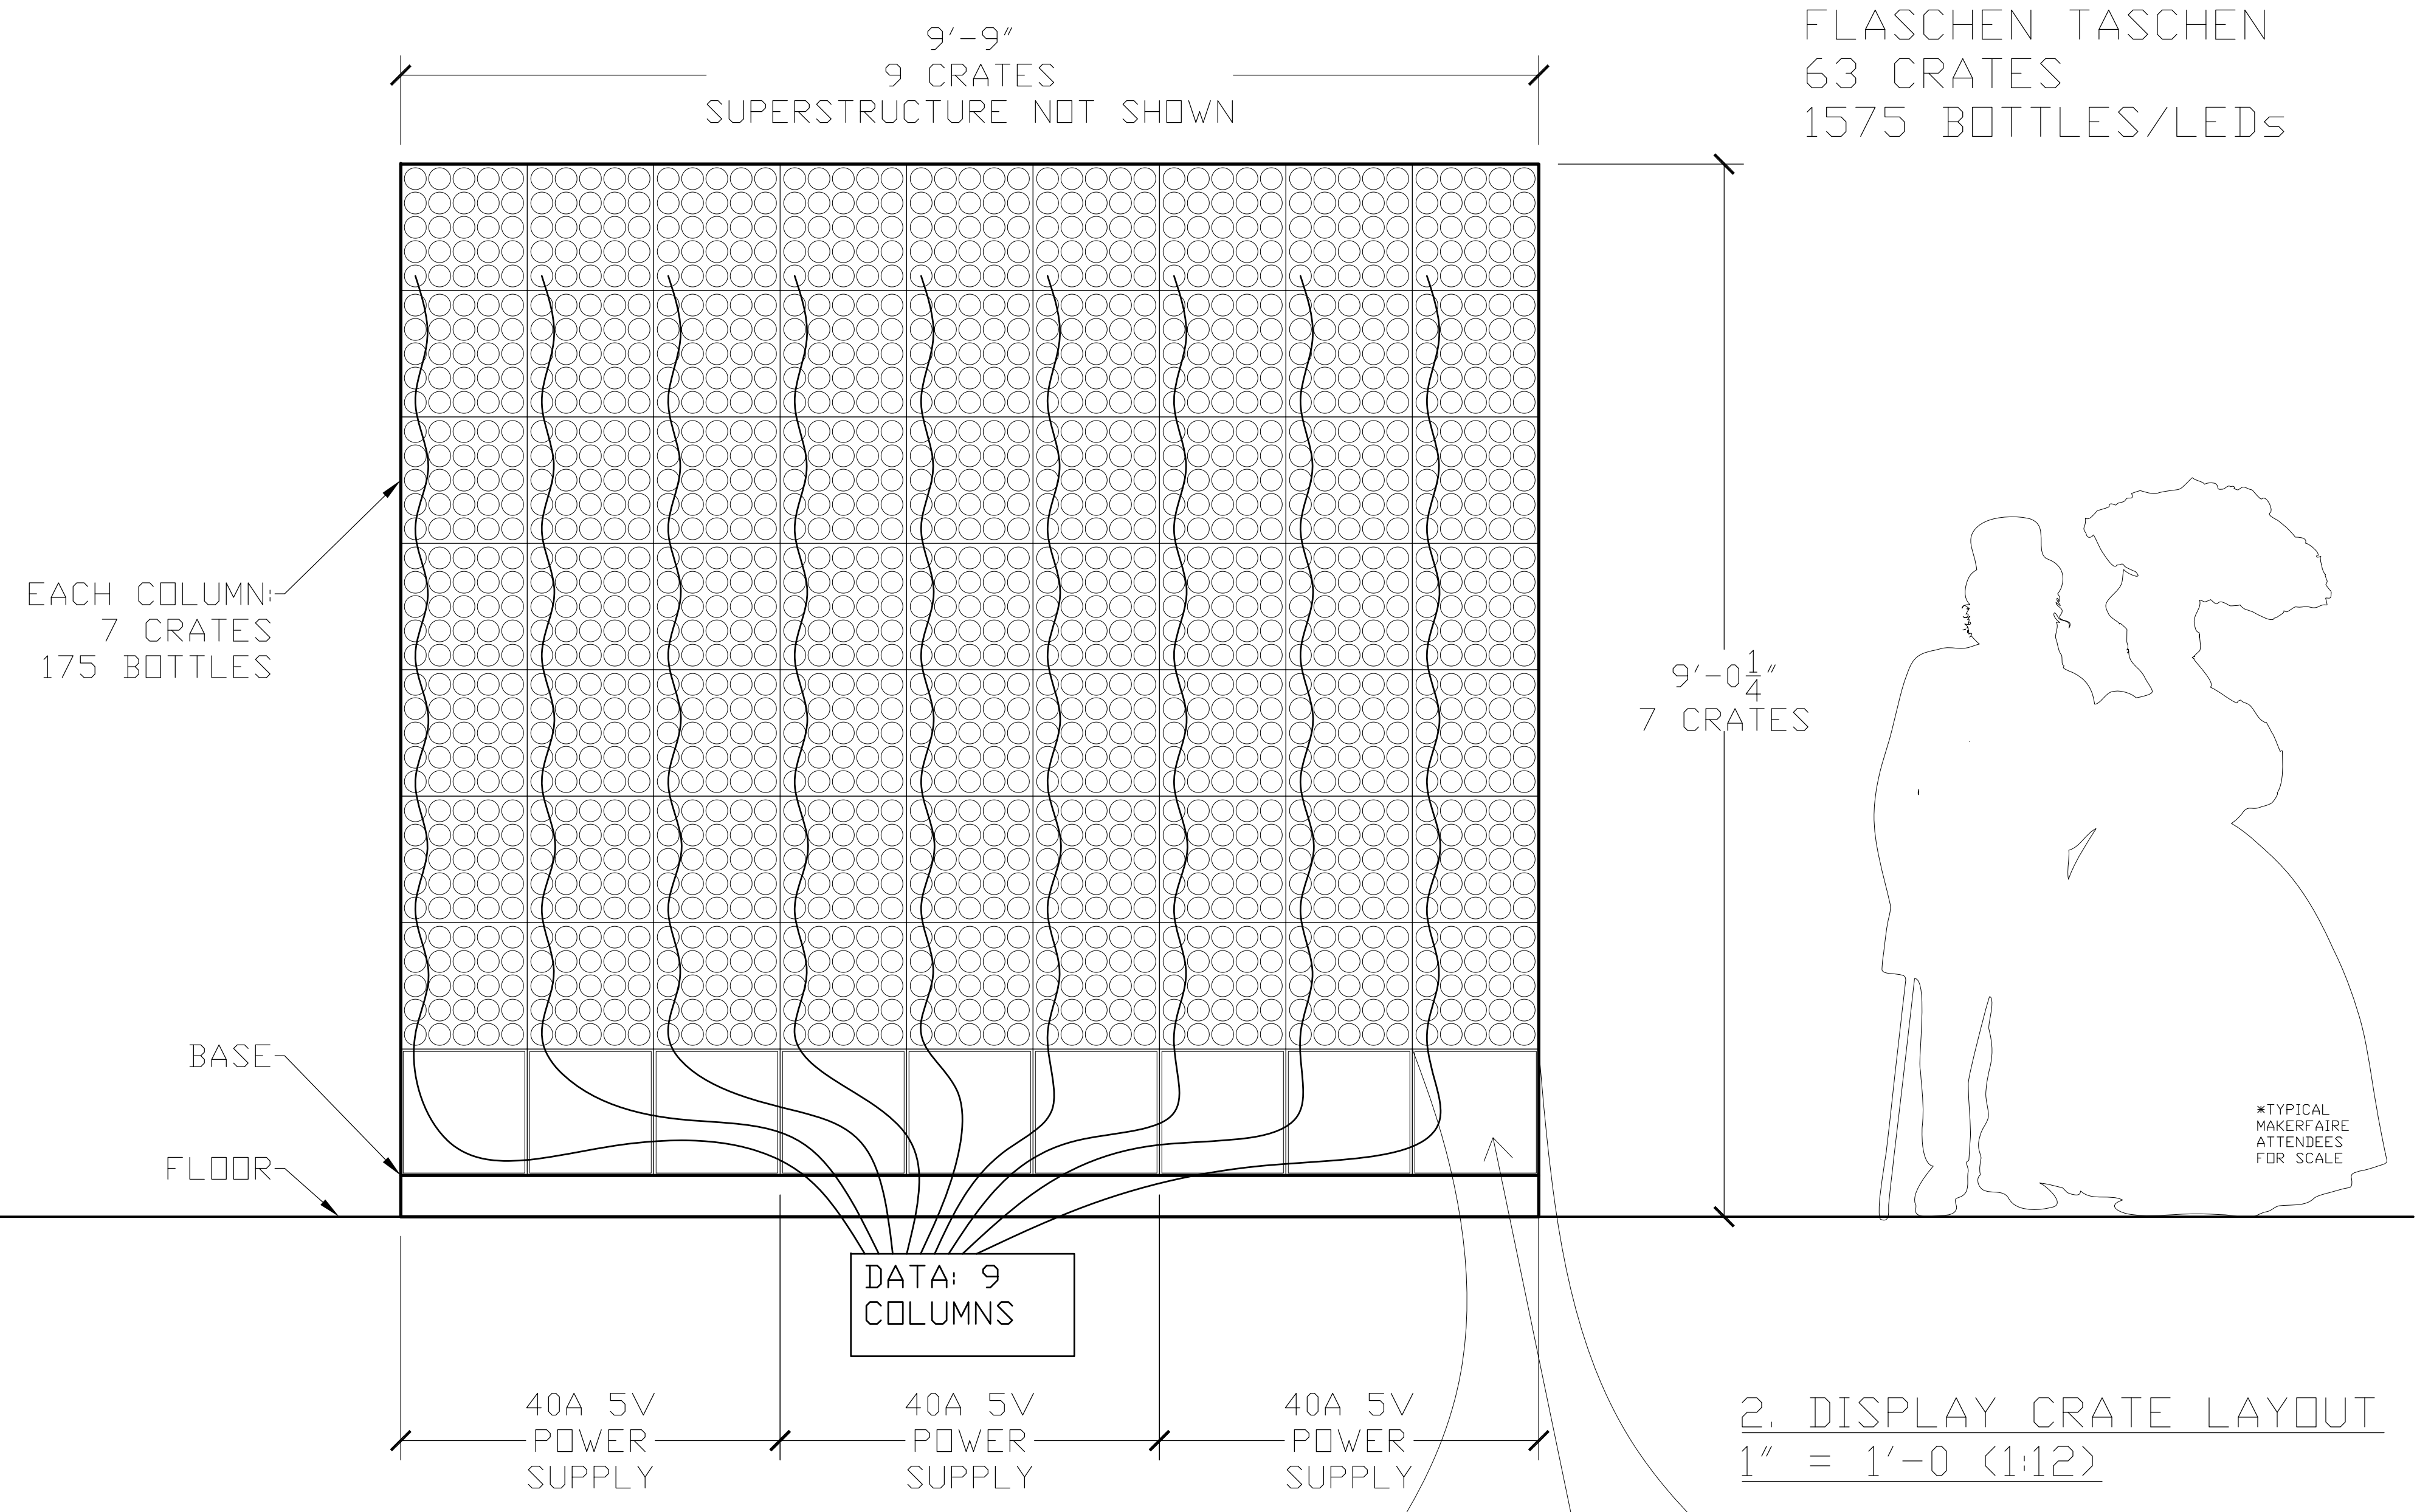 FLASCHEN TASCHEN
63 CRATES
1575 BOTTLES/LEDs
9'-9"
9 CRATES
SUPERSTRUCTURE NOT SHOWN
EACH COLUMN:
7 CRATES
175 BOTTLES
9'-0 1/4"
7 CRATES
BASE
FLOOR
*TYPICAL
MAKERFAIRE
ATTENDEES
FOR SCALE
DATA: 9
COLUMNS
40A 5V
POWER
SUPPLY
40A 5V
POWER
SUPPLY
40A 5V
POWER
SUPPLY
2. DISPLAY CRATE LAYOUT
1" = 1'-0 (1:12)